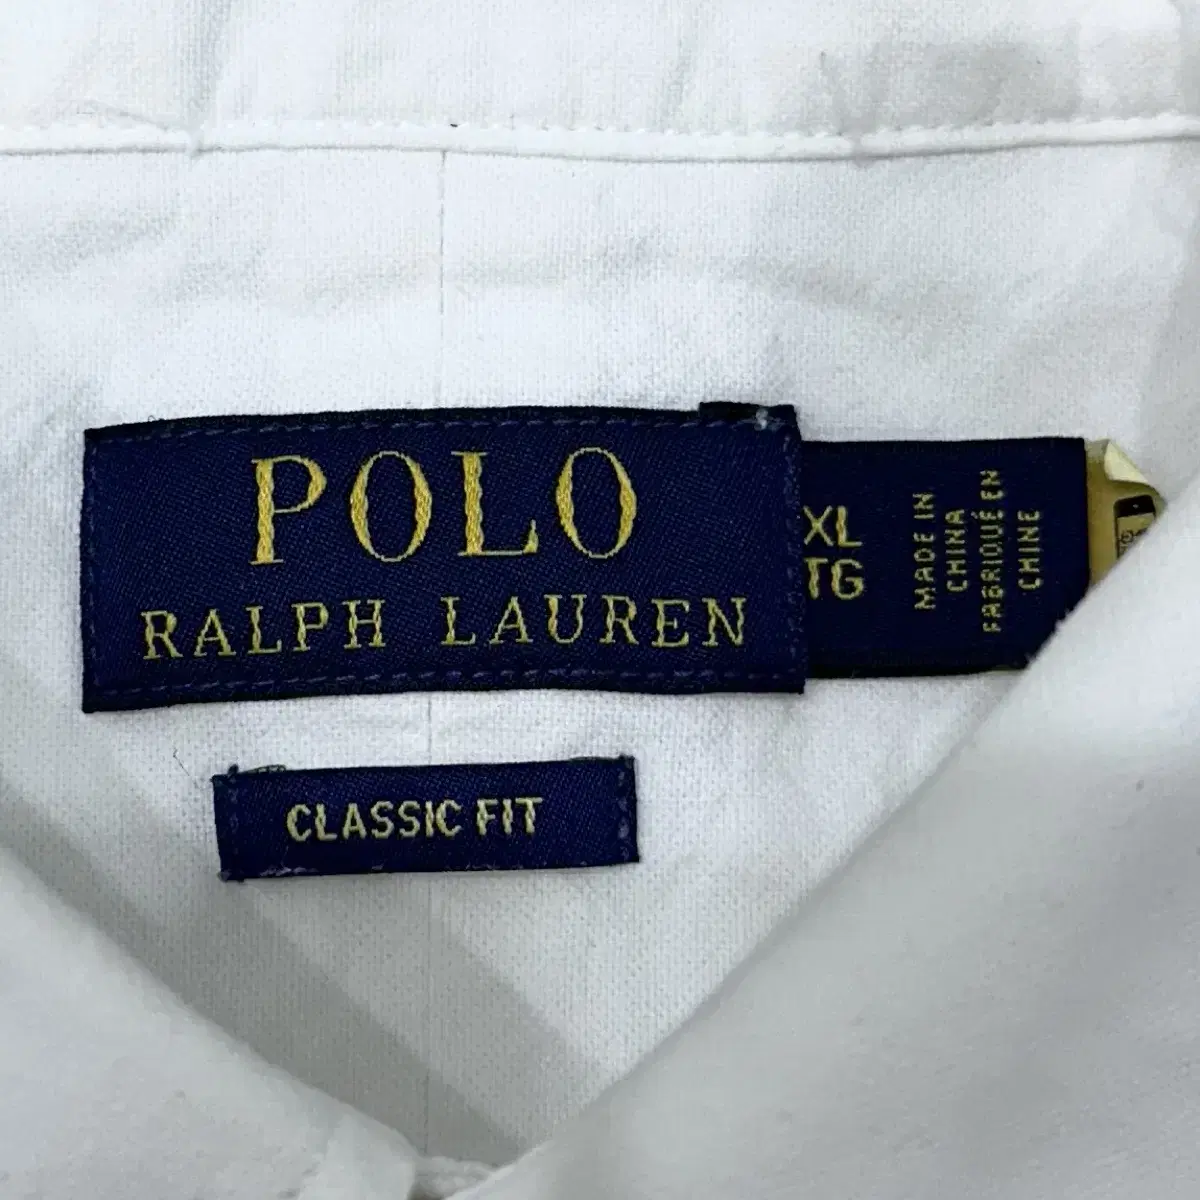 POLO
RALPH LAUREN
XL
TG
MADE IN
CHINA
FABRIQUÉ EN
CHINE
CLASSIC FIT